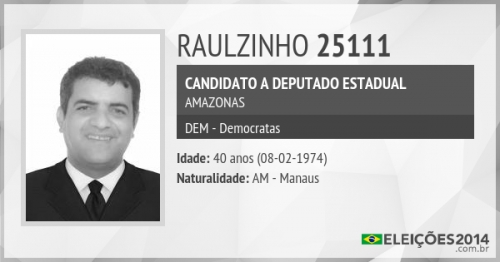 RAULZINHO 25111
CANDIDATO A DEPUTADO ESTADUAL
AMAZONAS
DEM - Democratas
Idade: 40 anos (08-02-1974)
Naturalidade: AM - Manaus
ELEIÇÕES2014
.com.br